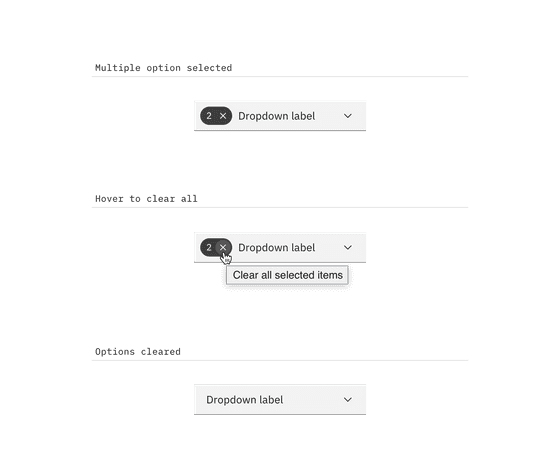 Multiple option selected
2 × Dropdown label
Hover to clear all
2 × Dropdown label
Clear all selected items
Options cleared
Dropdown label